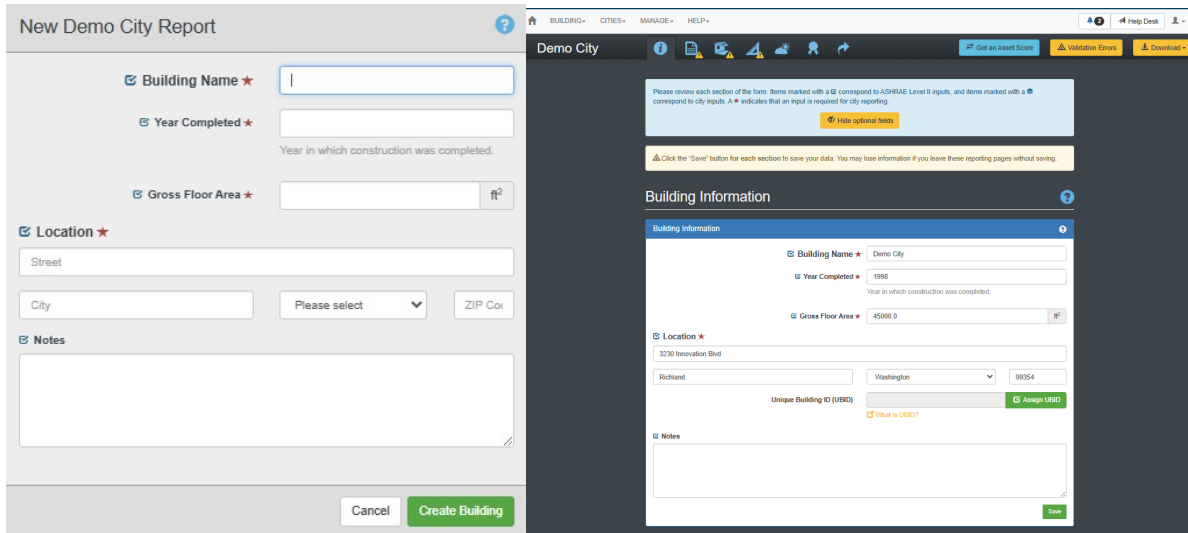 New Demo City Report
Building Name ★
Year Completed ★
Year in which construction was completed.
Gross Floor Area ★
ft²
Location ★
Street
City
Please select
ZIP Co
Notes
Cancel
Create Building
BUILDING
CITIES
MANAGE
HELP
2
Help Desk
Demo City
Get an Asset Score
Validation Errors
Download
Please review each section of the form. Items marked with a correspond to ASHRAE Level II inputs, and items marked with a
correspond to city inputs. A ★ indicates that an input is required for city reporting.
Hide optional fields
Click the "Save" button for each section to save your data. You may lose information if you leave these reporting pages without saving.
Building Information
Building Information
Building Name ★
Demo City
Year Completed ★
1998
Year in which construction was completed.
Gross Floor Area ★
45000.0
ft²
Location ★
3230 Innovation Blvd
Richland
Washington
99354
Unique Building ID (UBID)
Assign UBID
What is UBID?
Notes
Save